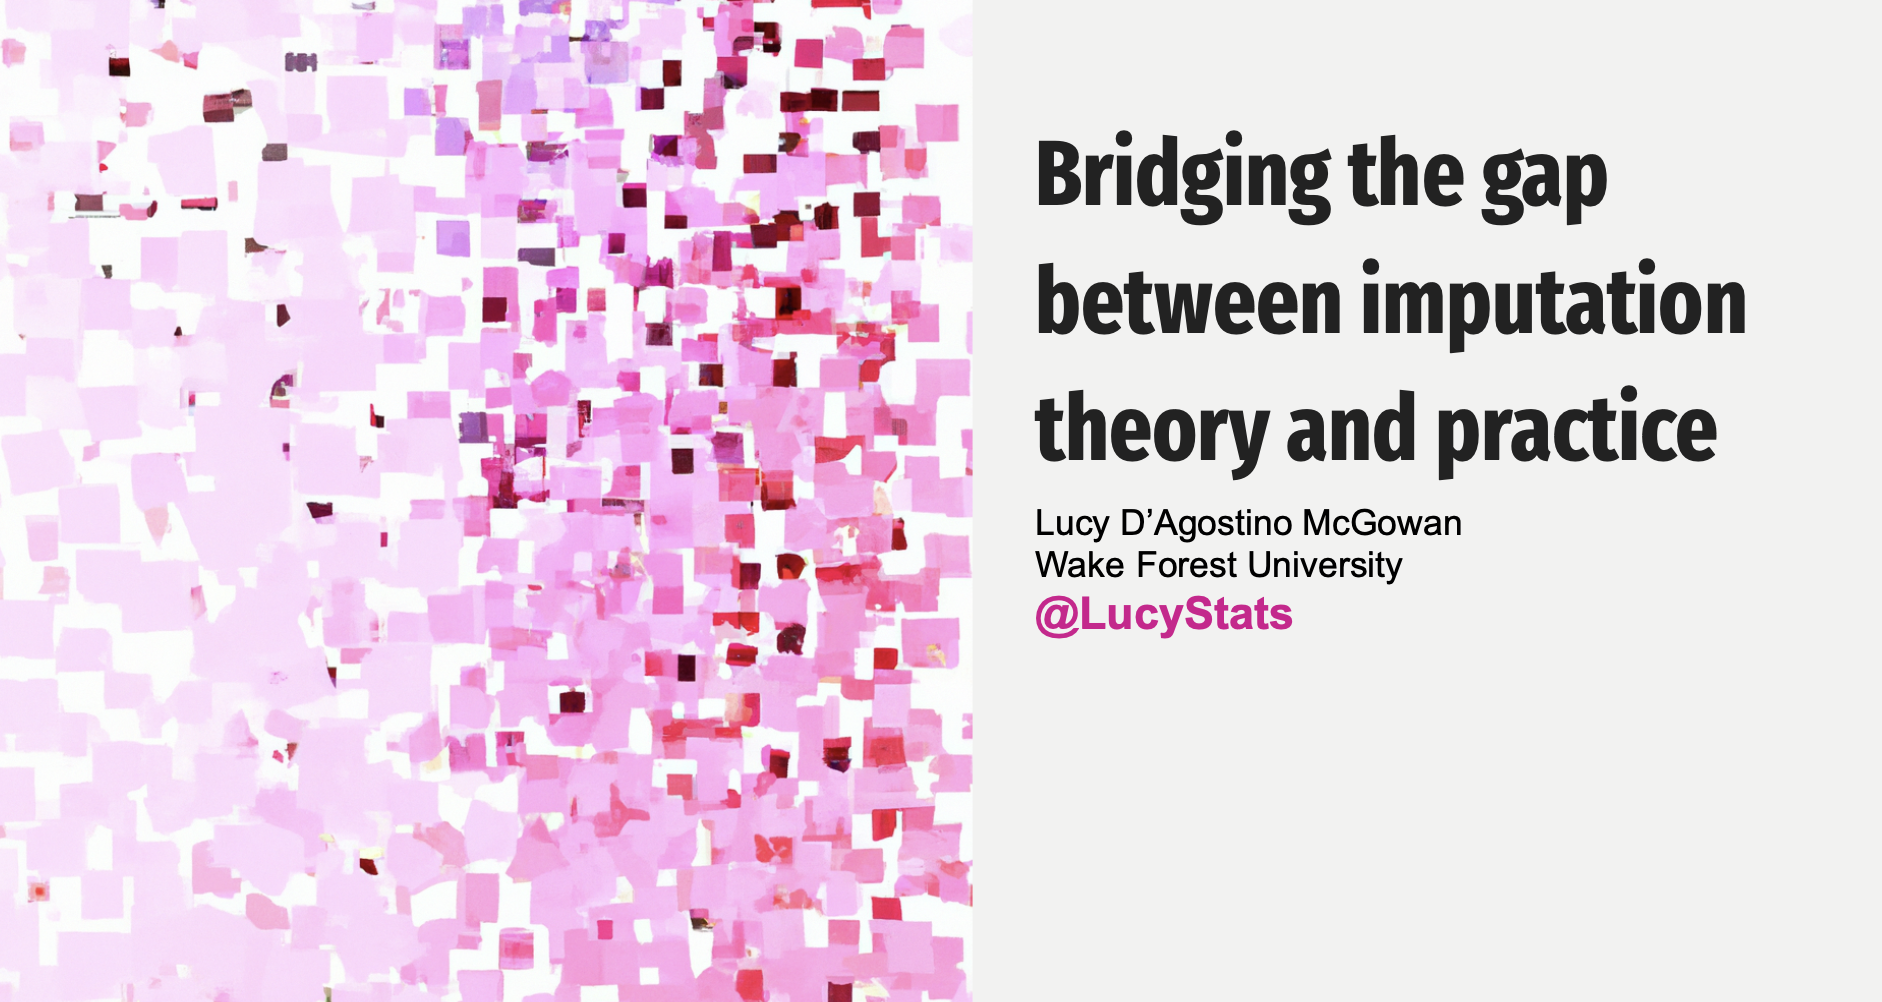 Bridging the gap
between imputation
theory and practice
Lucy D’Agostino McGowan
Wake Forest University
@LucyStats